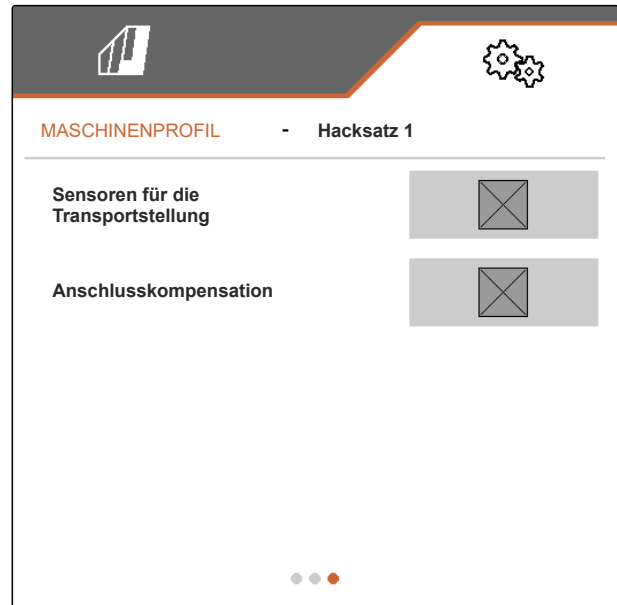 MASCHINENPROFIL - Hacksatz 1
Sensoren für die
Transportstellung
Anschlusskompensation